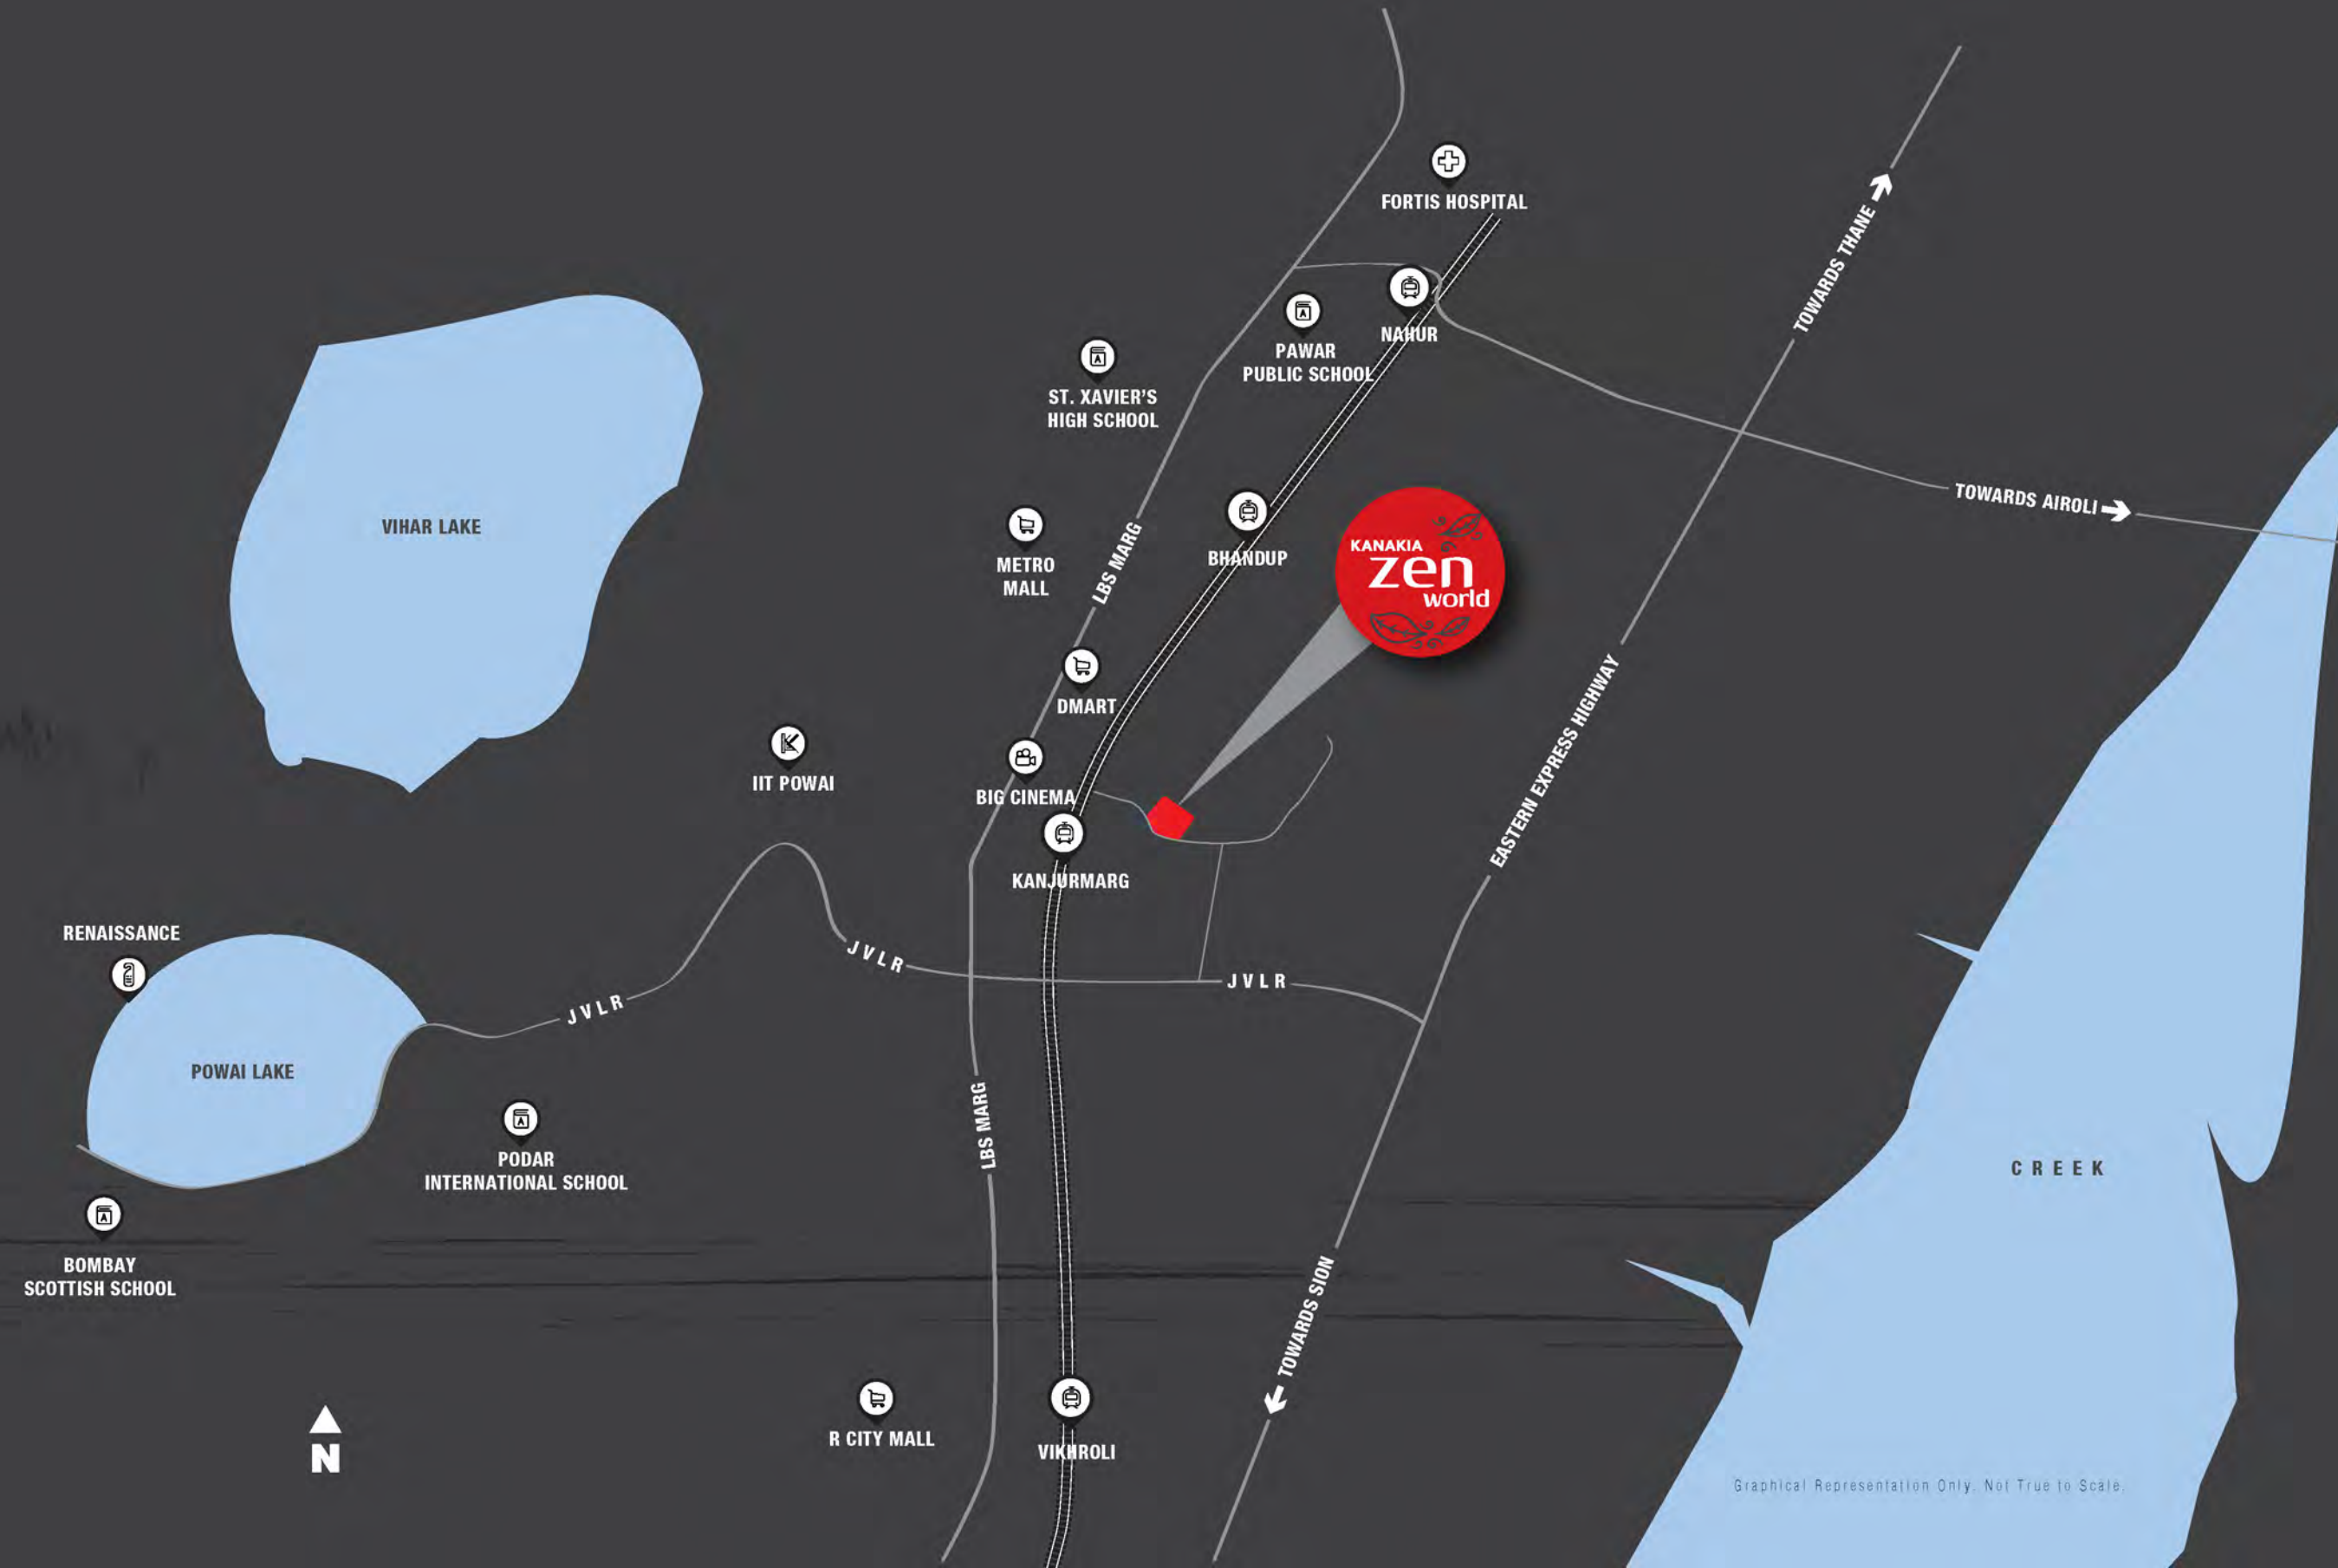 FORTIS HOSPITAL
TOWARDS THANE
NAHUR
PAWAR
PUBLIC SCHOOL
ST. XAVIER'S
HIGH SCHOOL
TOWARDS AIROLI
VIHAR LAKE
METRO
MALL
LBS MARG
BHANDUP
KANAKIA
zen
world
DMART
EASTERN EXPRESS HIGHWAY
IIT POWAI
BIG CINEMA
KANJURMARG
RENAISSANCE
JVLR
JVLR
JVLR
POWAI LAKE
LBS MARG
PODAR
INTERNATIONAL SCHOOL
CREEK
BOMBAY
SCOTTISH SCHOOL
TOWARDS SION
R CITY MALL
VIKHROLI
N
Graphical Representation Only. Not True to Scale.